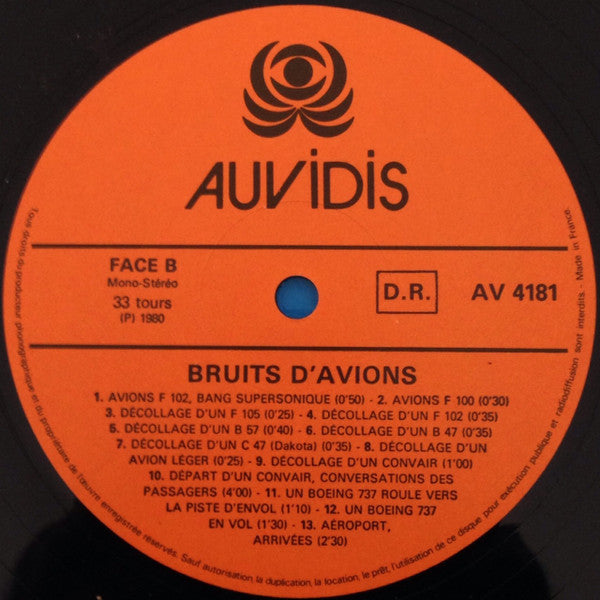 AUViDiS
FACE B
Mono-Stéréo
33 tours
(P) 1980
D.R.
AV 4181
BRUITS D'AVIONS
1. AVIONS F 102, BANG SUPERSONIQUE (0'50) - 2. AVIONS F 100 (0'30)
3. DÉCOLLAGE D'UN F 105 (0'25) - 4. DÉCOLLAGE D'UN F 102 (0'35)
5. DÉCOLLAGE D'UN B 57 (0'40) - 6. DÉCOLLAGE D'UN B 47 (0'35)
7. DÉCOLLAGE D'UN C 47 (Dakota) (0'35) - 8. DÉCOLLAGE D'UN
AVION LÉGER (0'25) - 9. DÉCOLLAGE D'UN CONVAIR (1'00)
10. DÉPART D'UN CONVAIR, CONVERSATIONS DES
PASSAGERS (4'00) - 11. UN BOEING 737 ROULE VERS
LA PISTE D'ENVOL (1'10) - 12. UN BOEING 737
EN VOL (1'30) - 13. AÉROPORT,
ARRIVÉES (2'30)
Tous droits du producteur phonographique et du propriétaire de l'œuvre enregistrée réservés. Sauf autorisation, la duplication, la location, le prêt, l'utilisation de ce disque pour exécution publique et radiodiffusion sont interdits. - Made in France.